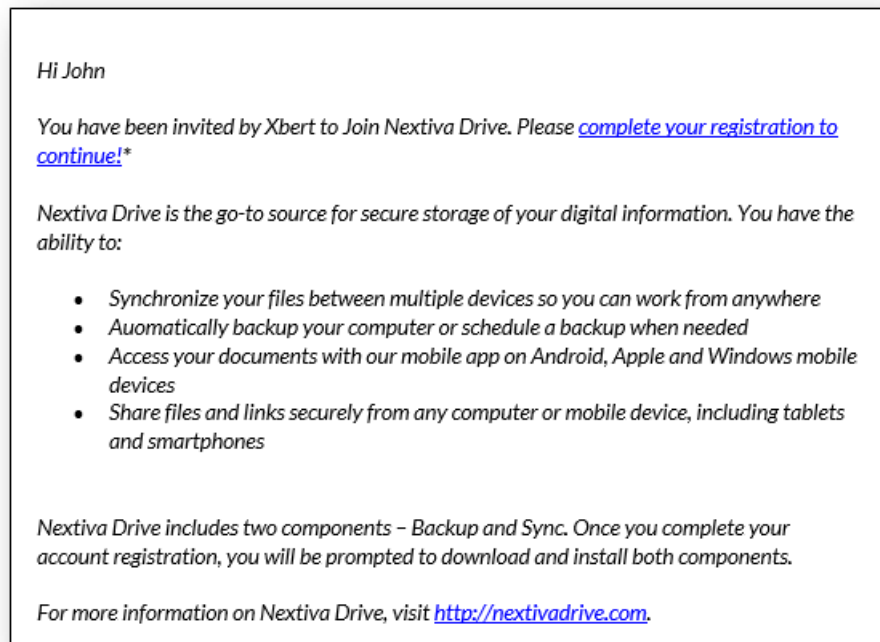 Hi John
You have been invited by Xbert to Join Nextiva Drive. Please complete your registration to
continue!*
Nextiva Drive is the go-to source for secure storage of your digital information. You have the
ability to:
• Synchronize your files between multiple devices so you can work from anywhere
• Auomatically backup your computer or schedule a backup when needed
• Access your documents with our mobile app on Android, Apple and Windows mobile
devices
• Share files and links securely from any computer or mobile device, including tablets
and smartphones
Nextiva Drive includes two components – Backup and Sync. Once you complete your
account registration, you will be prompted to download and install both components.
For more information on Nextiva Drive, visit http://nextivadrive.com.